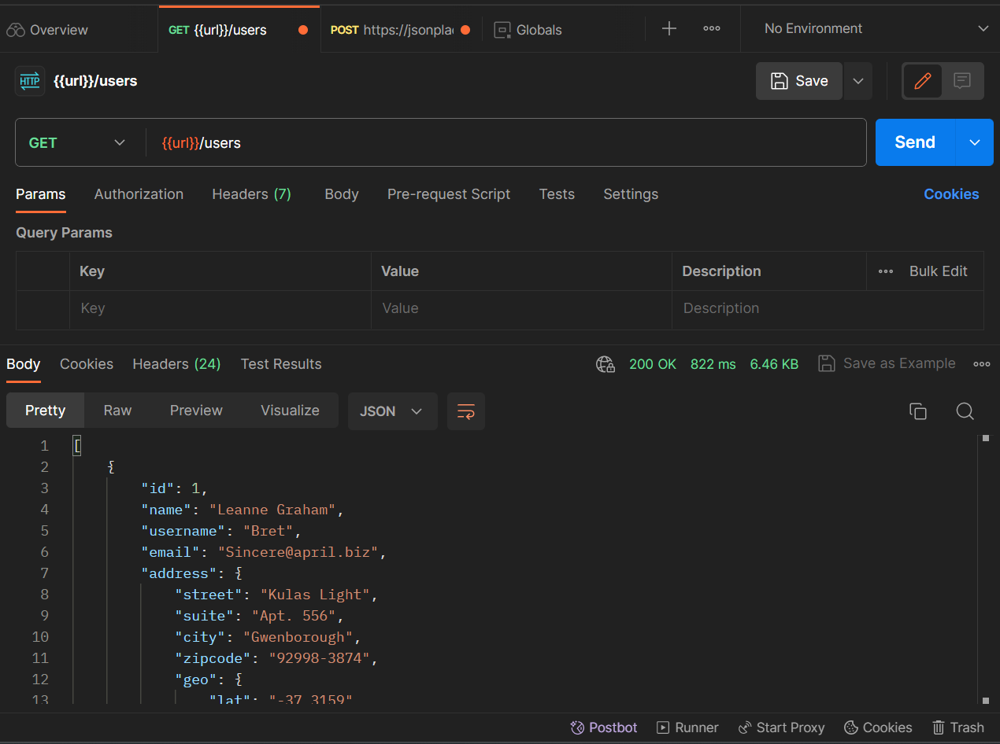 Overview
GET {{url}}/users
POST https://jsonpla
Globals
No Environment
HTTP {{url}}/users
Save
GET {{url}}/users
Send
Params Authorization Headers (7) Body Pre-request Script Tests Settings Cookies
Query Params
Key Value Description Bulk Edit
Key Value Description
Body Cookies Headers (24) Test Results 200 OK 822 ms 6.46 KB Save as Example
Pretty Raw Preview Visualize JSON
1 [
2 {
3 "id": 1,
4 "name": "Leanne Graham",
5 "username": "Bret",
6 "email": "Sincere@april.biz",
7 "address": {
8 "street": "Kulas Light",
9 "suite": "Apt. 556",
10 "city": "Gwenborough",
11 "zipcode": "92998-3874",
12 "geo": {
13 "lat": "-37.3159"
Postbot Runner Start Proxy Cookies Trash